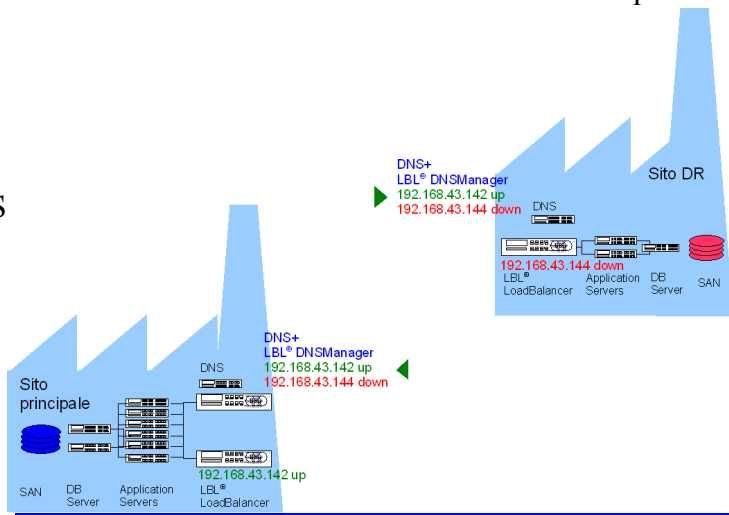 DNS+
LBL® DNSManager
192.168.43.142 up
192.168.43.144 down
Sito DR
DNS
192.168.43.144 down
LBL®
LoadBalancer
Application
Servers
DB
Server
SAN
S
DNS+
LBL® DNSManager
192.168.43.142 up
192.168.43.144 down
DNS
Sito
principale
192.168.43.142 up
SAN
DB
Server
Application
Servers
LBL®
LoadBalancer